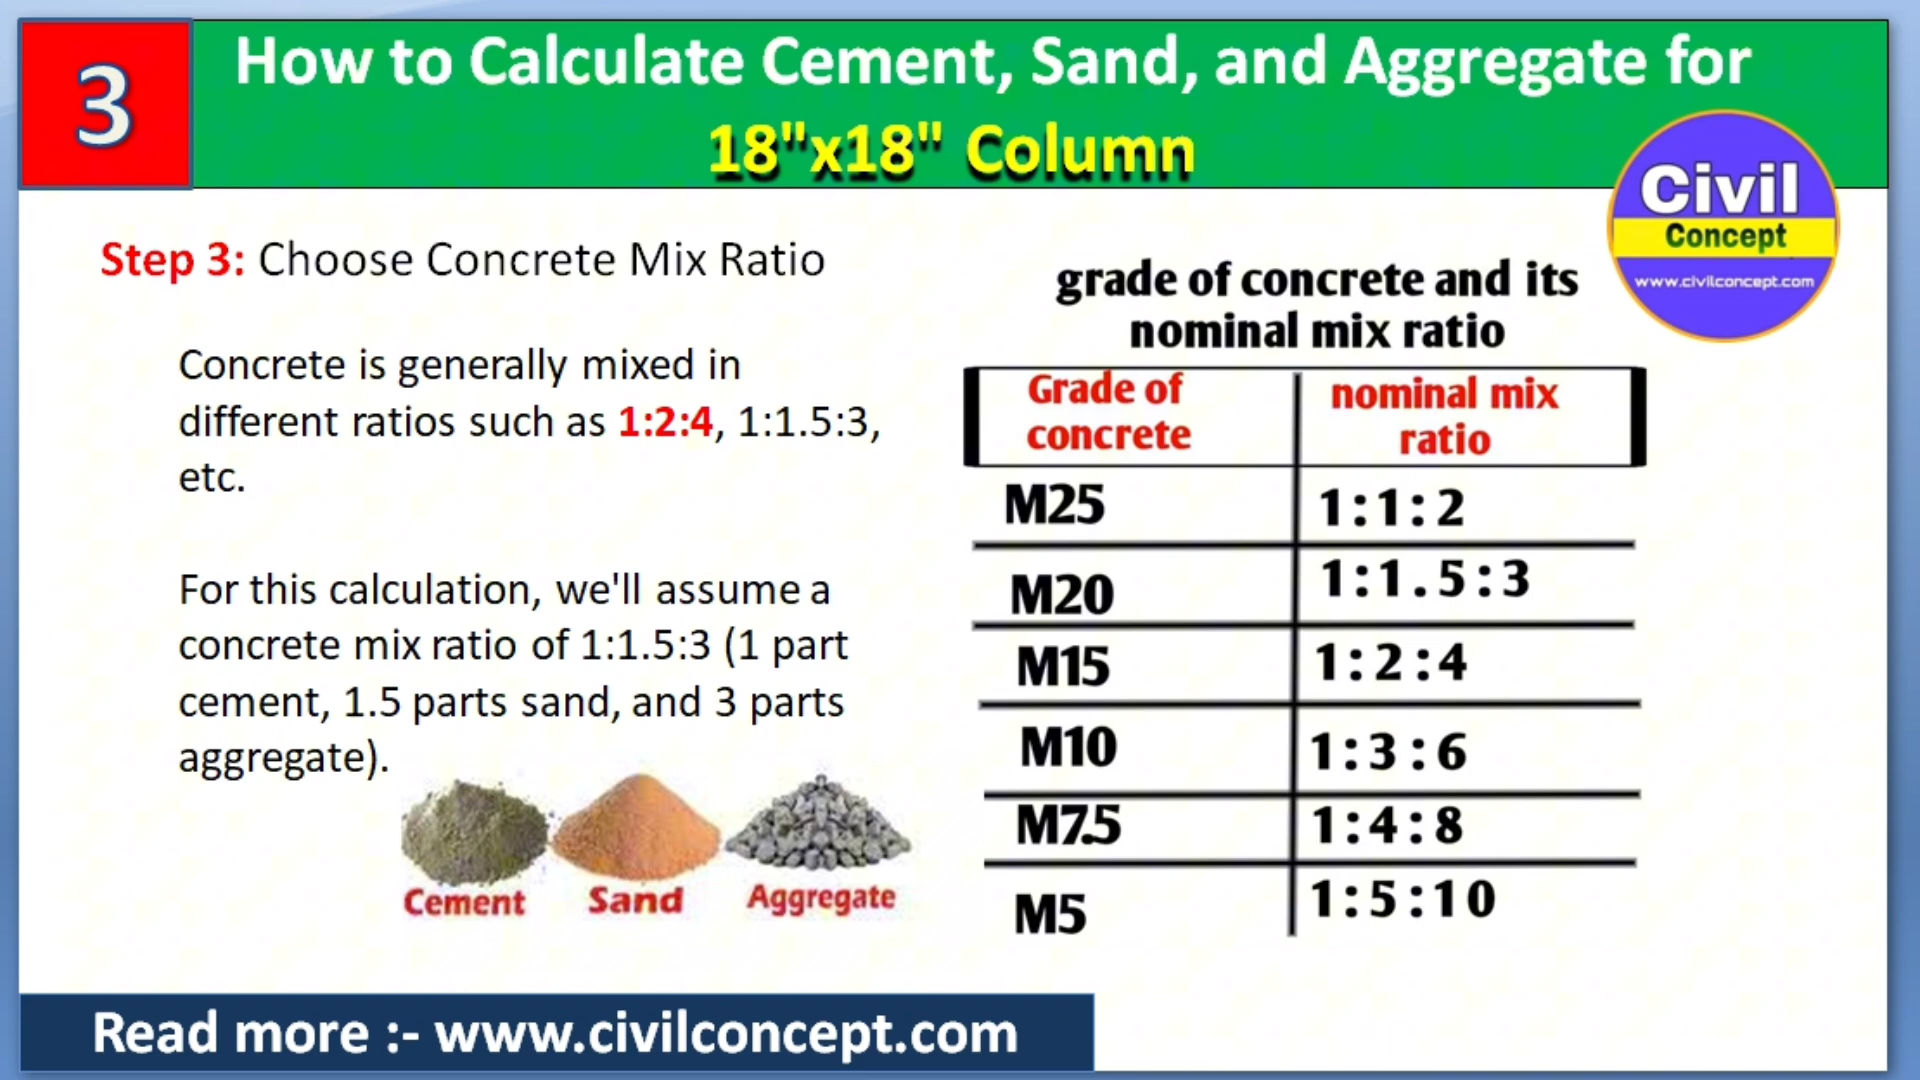 3
How to Calculate Cement, Sand, and Aggregate for
18"x18" Column
Civil
Concept
www.civilconcept.com
Step 3: Choose Concrete Mix Ratio
Concrete is generally mixed in
different ratios such as 1:2:4, 1:1.5:3,
etc.
For this calculation, we'll assume a
concrete mix ratio of 1:1.5:3 (1 part
cement, 1.5 parts sand, and 3 parts
aggregate).
Cement Sand Aggregate
grade of concrete and its
nominal mix ratio
Grade of
concrete
nominal mix
ratio
M25 1:1:2
M20 1:1.5:3
M15 1:2:4
M10 1:3:6
M7.5 1:4:8
M5 1:5:10
Read more :- www.civilconcept.com